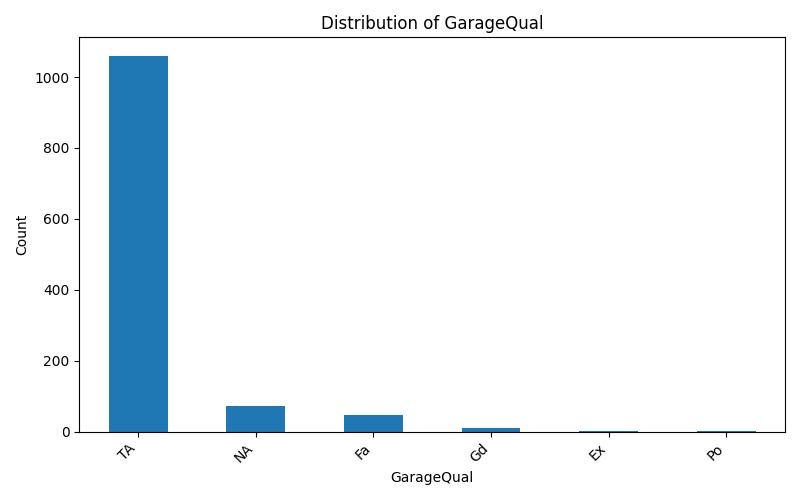 Distribution of GarageQual
1000
800
600
400
200
0
Count
TA
NA
Fa
Gd
Ex
Po
GarageQual